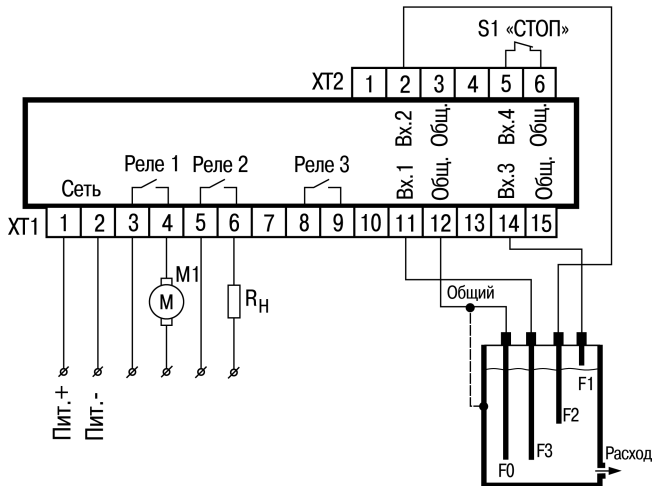 S1 «СТОП»
XT2 1 2 3 4 5 6
Вх.2 Общ. Вх.4 Общ.
Реле 1 Реле 2 Реле 3
Вх.1 Общ. Вх.3 Общ.
Сеть
XT1 1 2 3 4 5 6 7 8 9 10 11 12 13 14 15
M1
M
RН
Общий
Пит.+
Пит.-
F1
F2
F3
F0
Расход